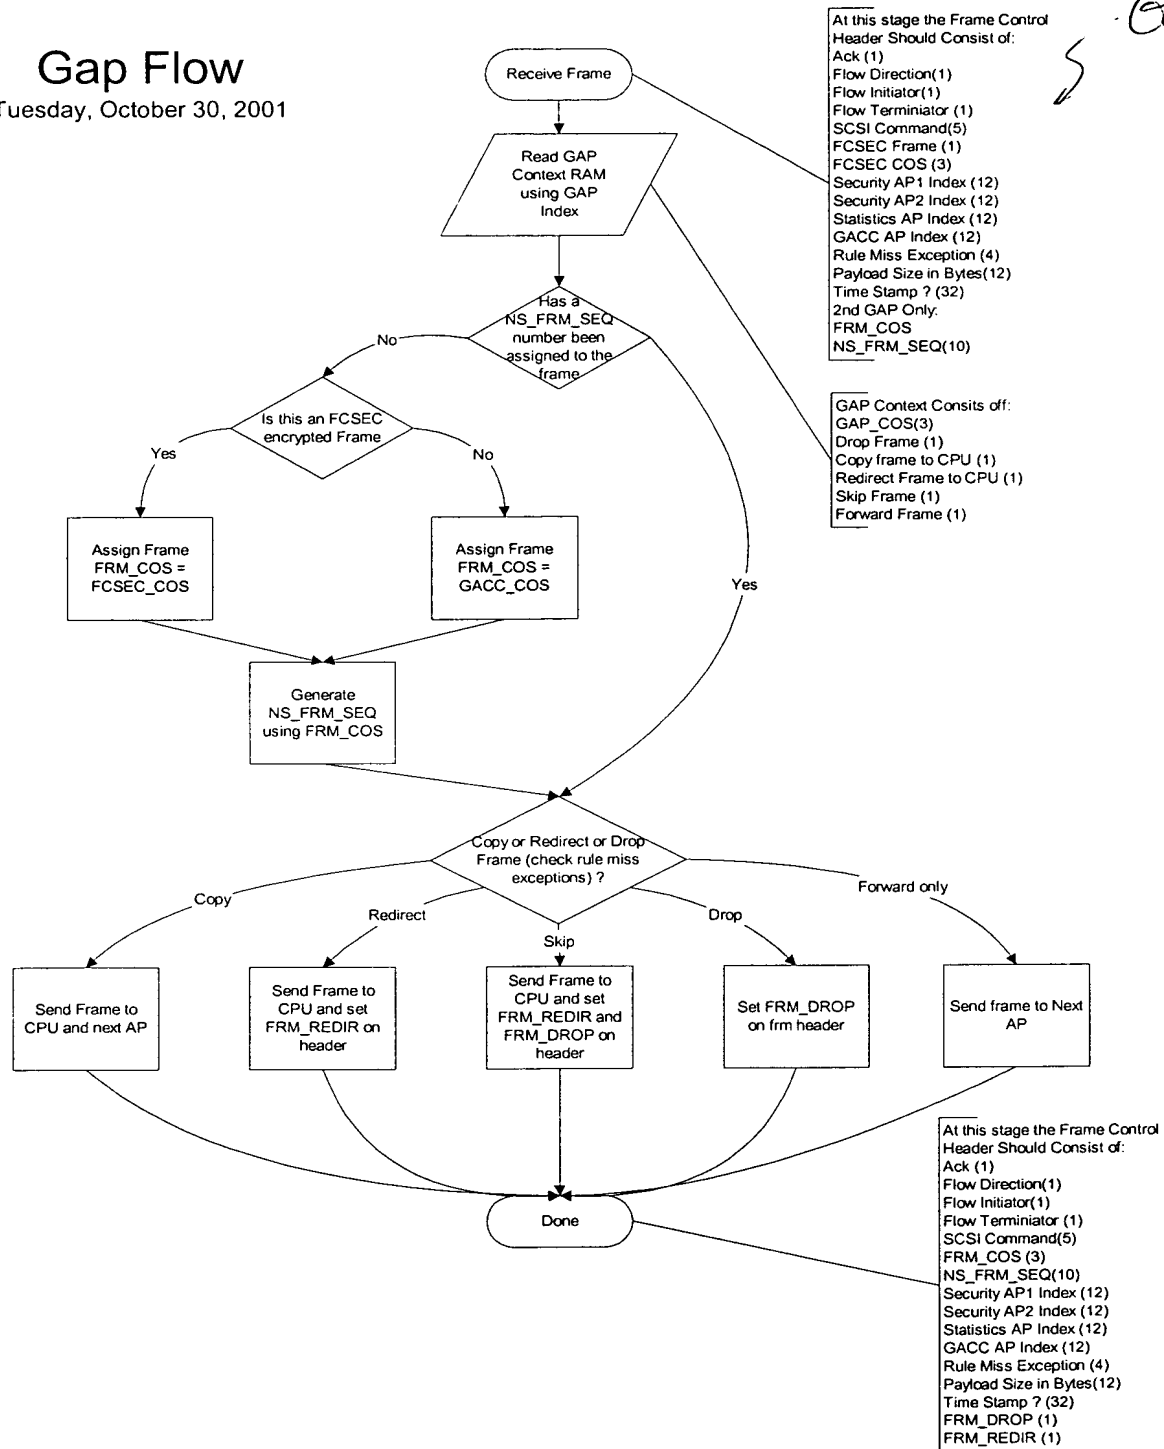 Gap Flow
Tuesday, October 30, 2001
Receive Frame
Read GAP
Context RAM
using GAP
Index
Has a
NS_FRM_SEQ
number been
assigned to the
frame
No
Yes
Is this an FCSEC
encrypted Frame
Yes
No
Assign Frame
FRM_COS =
FCSEC_COS
Assign Frame
FRM_COS =
GACC_COS
Generate
NS_FRM_SEQ
using FRM_COS
Copy or Redirect or Drop
Frame (check rule miss
exceptions) ?
Copy
Redirect
Skip
Drop
Forward only
Send Frame to
CPU and next AP
Send Frame to
CPU and set
FRM_REDIR on
header
Send Frame to
CPU and set
FRM_REDIR and
FRM_DROP on
header
Set FRM_DROP
on frm header
Send frame to Next
AP
Done
At this stage the Frame Control
Header Should Consist of:
Ack (1)
Flow Direction(1)
Flow Initiator(1)
Flow Terminiator (1)
SCSI Command(5)
FCSEC Frame (1)
FCSEC COS (3)
Security AP1 Index (12)
Security AP2 Index (12)
Statistics AP Index (12)
GACC AP Index (12)
Rule Miss Exception (4)
Payload Size in Bytes(12)
Time Stamp ? (32)
2nd GAP Only:
FRM_COS
NS_FRM_SEQ(10)
GAP Context Consits off:
GAP_COS(3)
Drop Frame (1)
Copy frame to CPU (1)
Redirect Frame to CPU (1)
Skip Frame (1)
Forward Frame (1)
At this stage the Frame Control
Header Should Consist of:
Ack (1)
Flow Direction(1)
Flow Initiator(1)
Flow Terminiator (1)
SCSI Command(5)
FRM_COS (3)
NS_FRM_SEQ(10)
Security AP1 Index (12)
Security AP2 Index (12)
Statistics AP Index (12)
GACC AP Index (12)
Rule Miss Exception (4)
Payload Size in Bytes(12)
Time Stamp ? (32)
FRM_DROP (1)
FRM_REDIR (1)